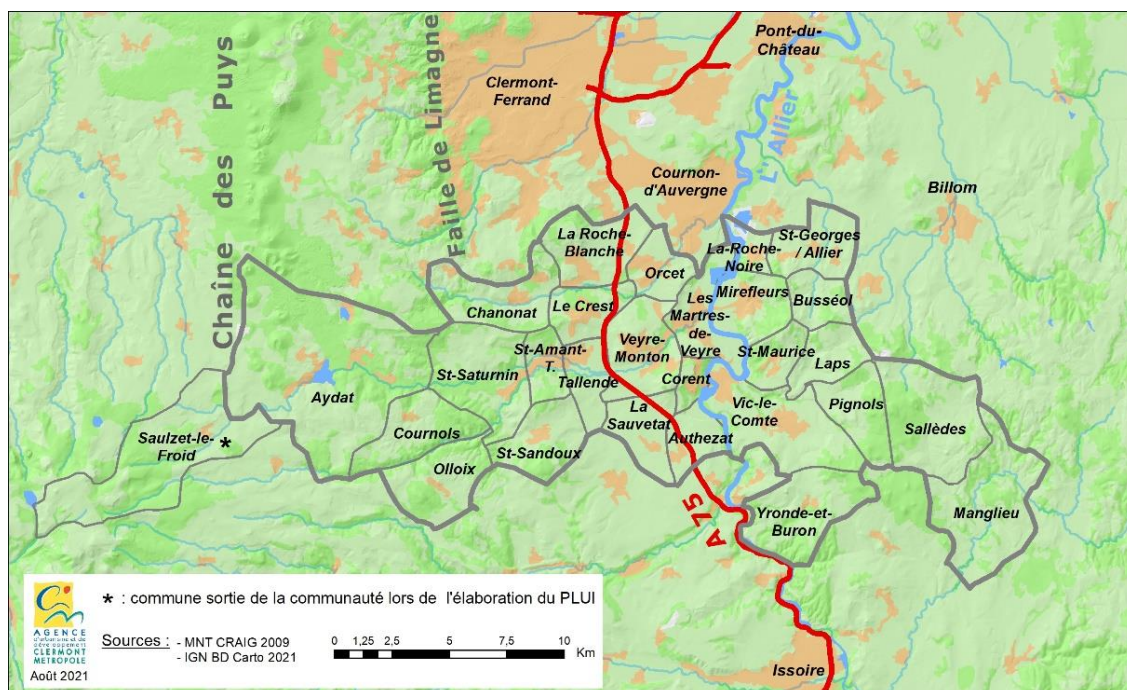 Chaîne des Puys
Faille de Limagne
Clermont-
Ferrand
Pont-du-
Château
L'Allier
Cournon-
d'Auvergne
Billom
La Roche-
Blanche
Orcet
La-Roche-
Noire
St-Georges
/ Allier
Chanonat
Le Crest
Les
Martres-
de-
Veyre
Mirefleurs
Busséol
Veyre-
Monton
St-Amant-
T.
Tallende
St-Saturnin
Corent
St-Maurice
Laps
Aydat
La
Sauvetat
Vic-le-
Comte
Pignols
Sallèdes
Cournols
Saulzet-le-
Froid *
Olloix
St-Sandoux
Authezat
A 75
Yronde-et-
Buron
Manglieu
Issoire
* : commune sortie de la communauté lors de l'élaboration du PLUI
AGENCE
d'urbanisme et de
développement
CLERMONT
METROPOLE
Août 2021
Sources : - MNT CRAIG 2009
- IGN BD Carto 2021
0 1,25 2,5 5 7,5 10
Km